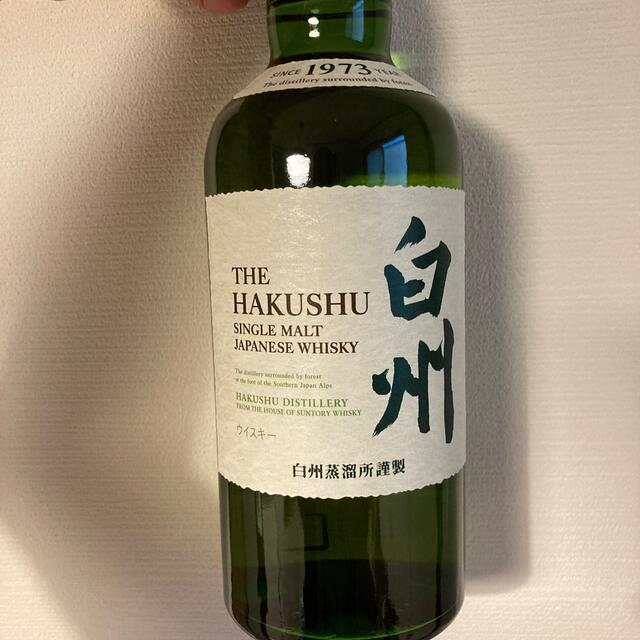 SINCE 1973 YEAR
The distillery surrounded by forest
白州
THE
HAKUSHU
SINGLE MALT
JAPANESE WHISKY
The distillery surrounded by forest
at the foot of the Southern Japan Alps
HAKUSHU DISTILLERY
FROM THE HOUSE OF SUNTORY WHISKY
ウイスキー
白州蒸溜所謹製